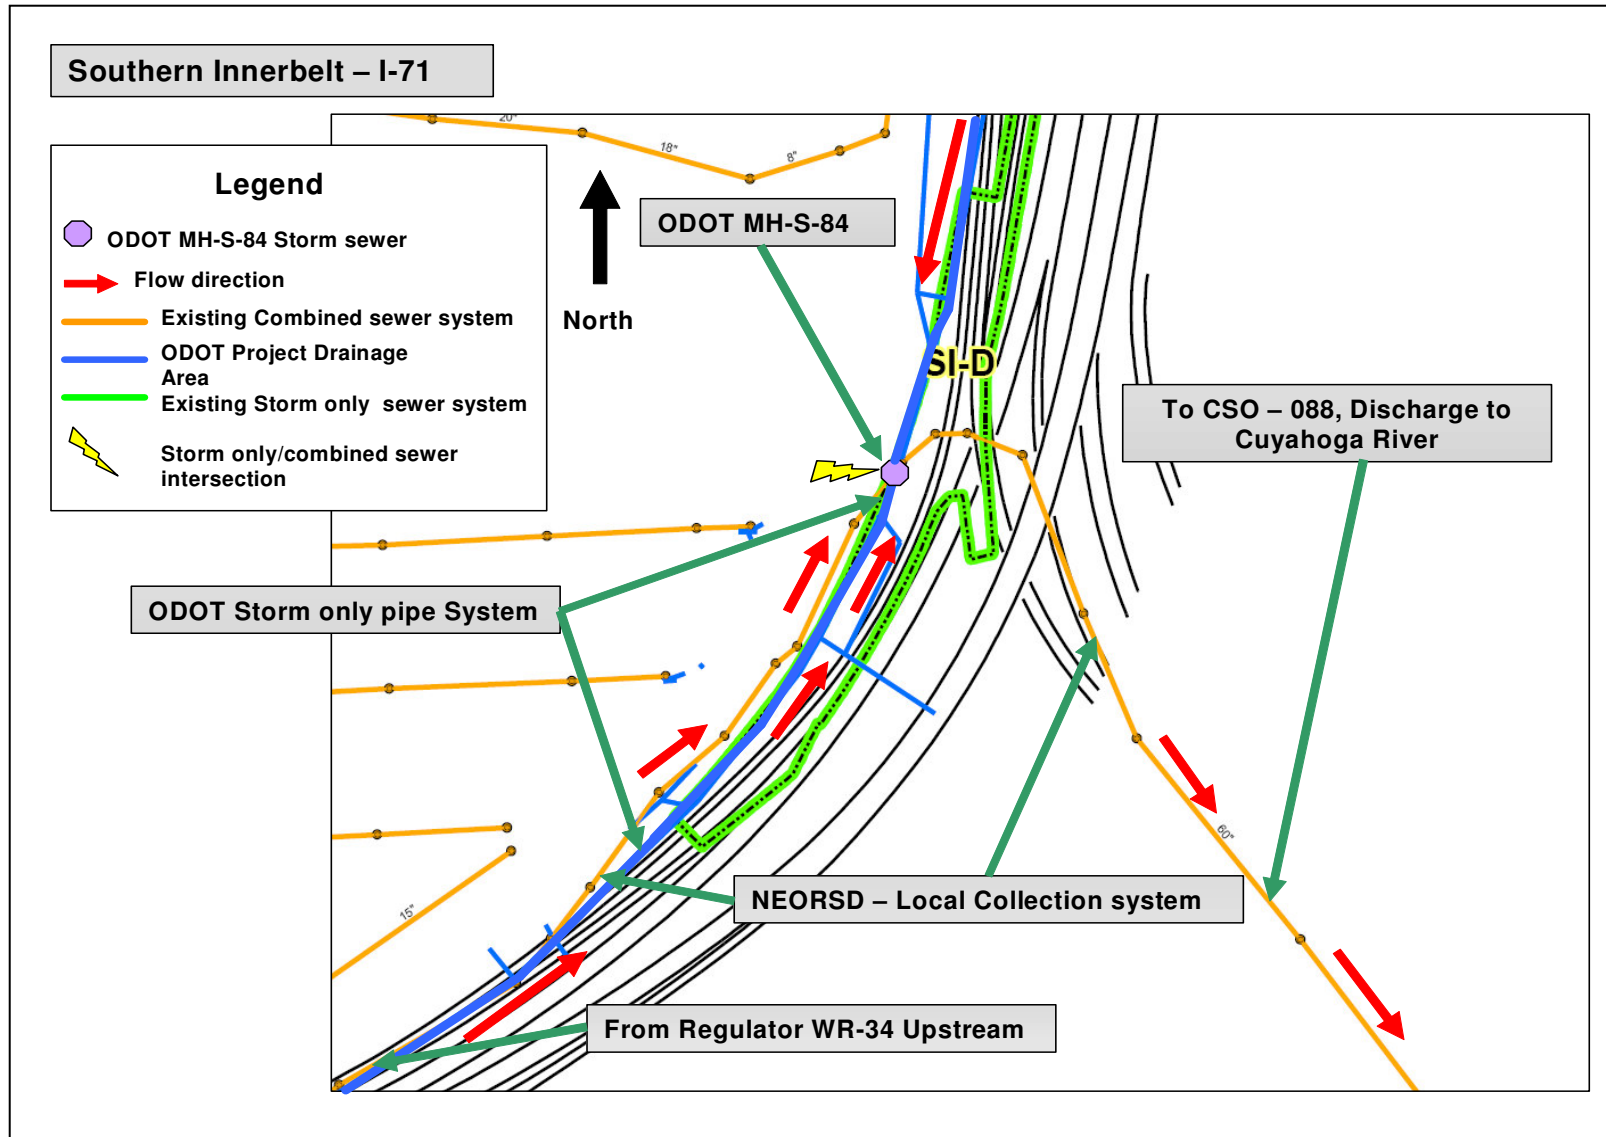 Southern Innerbelt – I-71
20"
18"
8"
Legend
ODOT MH-S-84 Storm sewer
Flow direction
Existing Combined sewer system
ODOT Project Drainage
Area
Existing Storm only sewer system
Storm only/combined sewer
intersection
North
ODOT MH-S-84
SI-D
To CSO – 088, Discharge to
Cuyahoga River
ODOT Storm only pipe System
60"
NEORSD – Local Collection system
15"
From Regulator WR-34 Upstream